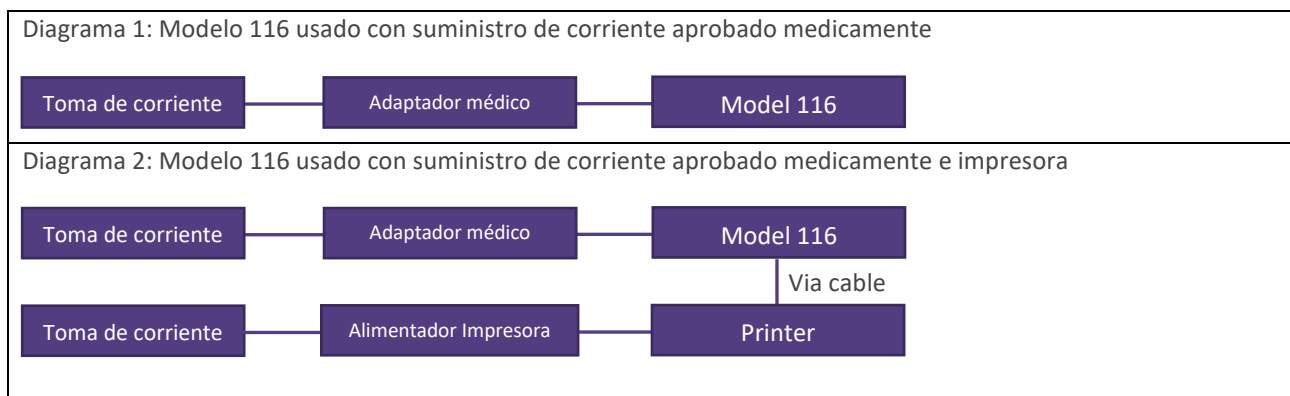 Diagrama 1: Modelo 116 usado con suministro de corriente aprobado medicamente
Toma de corriente Adaptador médico Model 116
Diagrama 2: Modelo 116 usado con suministro de corriente aprobado medicamente e impresora
Toma de corriente Adaptador médico Model 116
Via cable
Toma de corriente Alimentador Impresora Printer